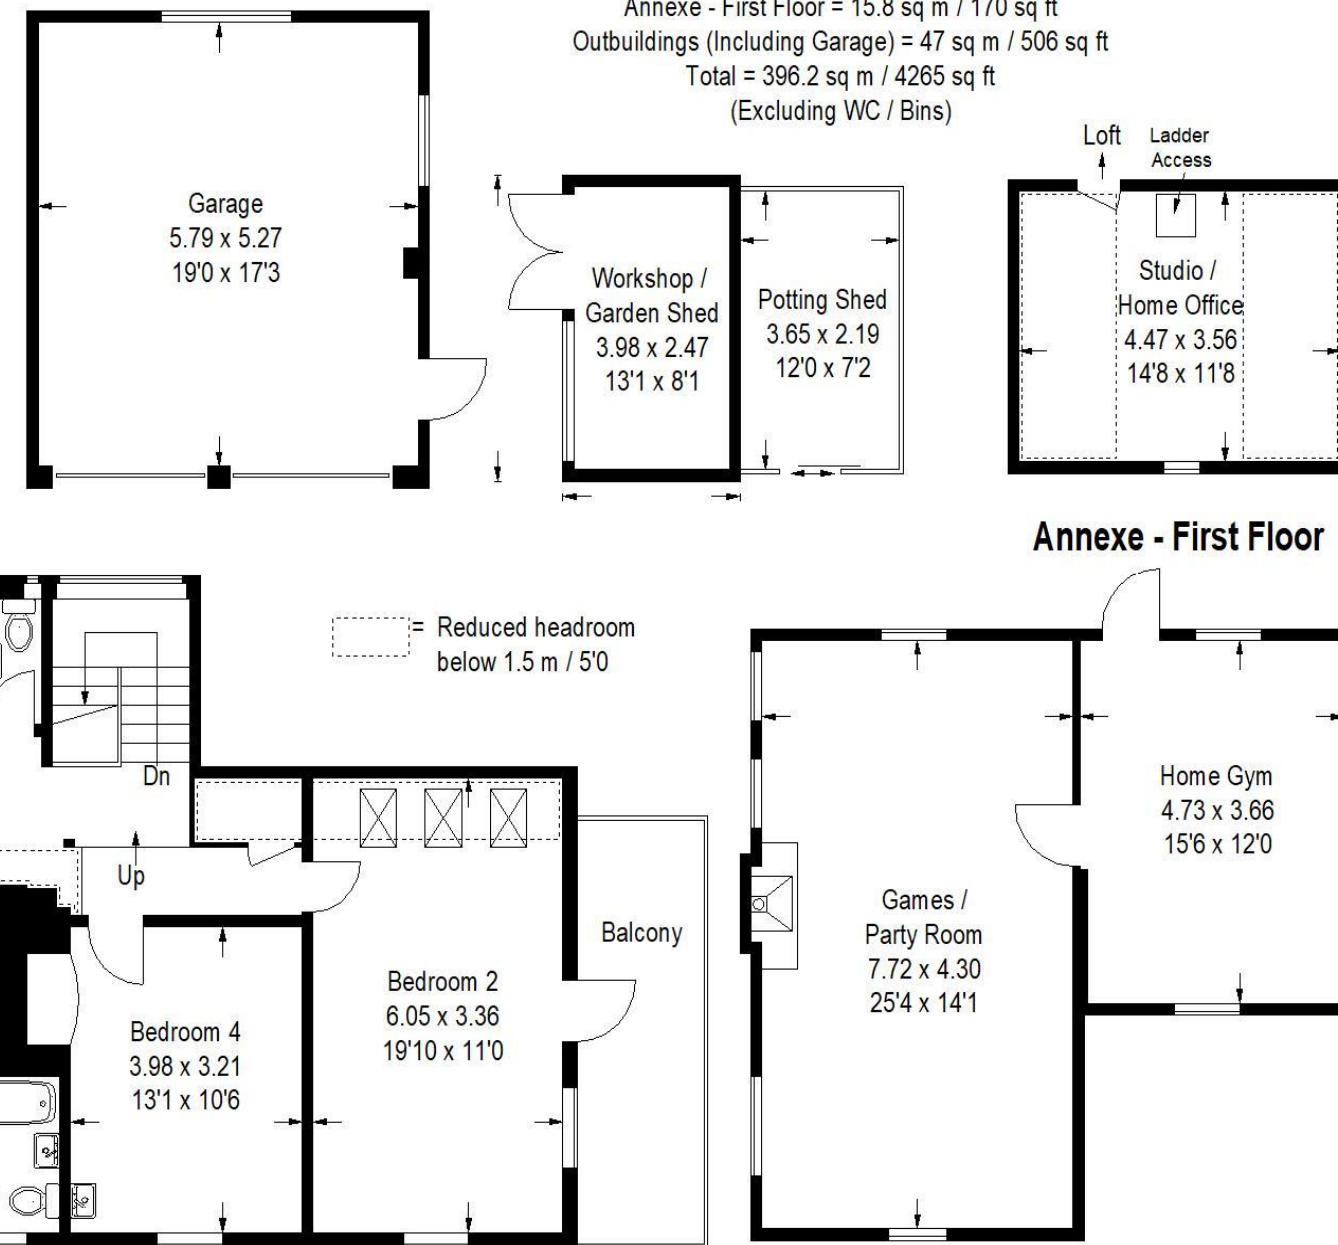 Annexe - First Floor = 15.8 sq m / 170 sq ft
Outbuildings (Including Garage) = 47 sq m / 506 sq ft
Total = 396.2 sq m / 4265 sq ft
(Excluding WC / Bins)
Garage
5.79 x 5.27
19'0 x 17'3
Workshop /
Garden Shed
3.98 x 2.47
13'1 x 8'1
Potting Shed
3.65 x 2.19
12'0 x 7'2
Loft
Ladder
Access
Studio /
Home Office
4.47 x 3.56
14'8 x 11'8
Annexe - First Floor
= Reduced headroom
below 1.5 m / 5'0
Dn
Up
Bedroom 4
3.98 x 3.21
13'1 x 10'6
Bedroom 2
6.05 x 3.36
19'10 x 11'0
Balcony
Games /
Party Room
7.72 x 4.30
25'4 x 14'1
Home Gym
4.73 x 3.66
15'6 x 12'0